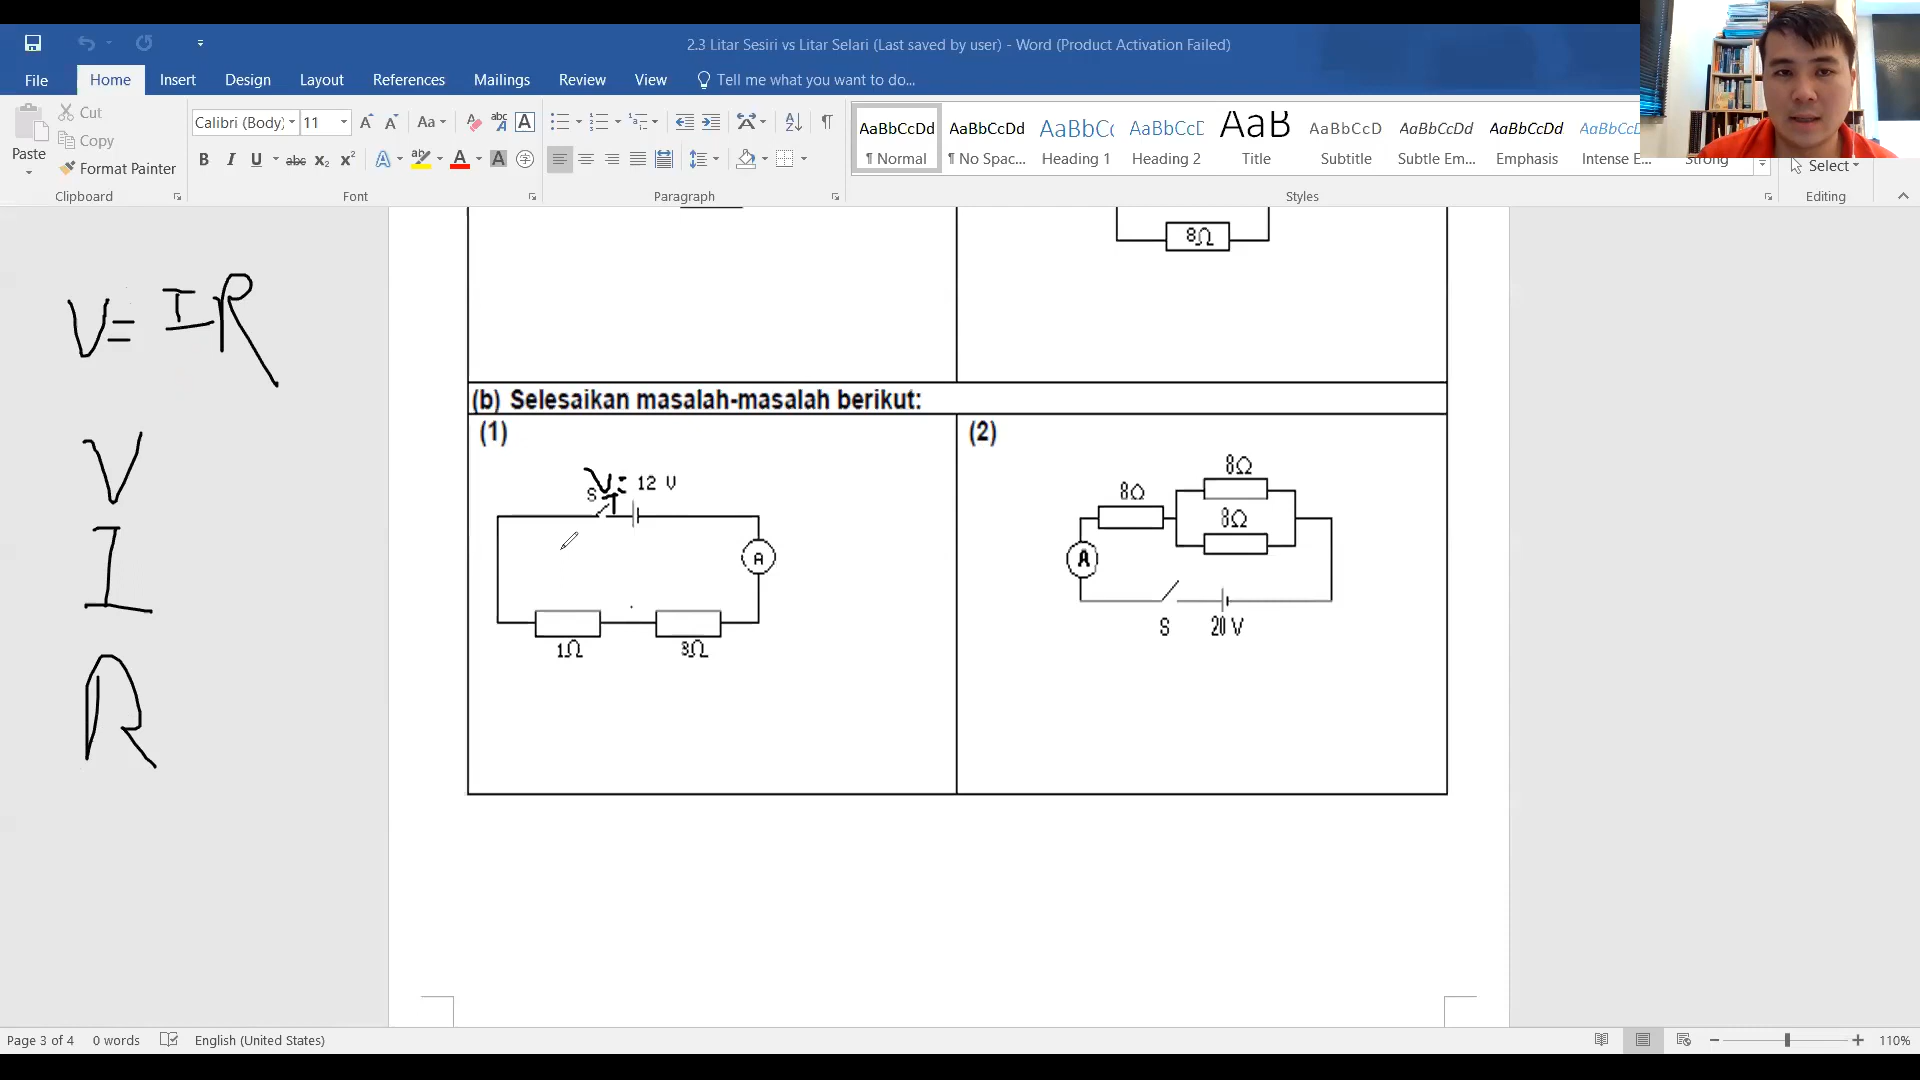 2.3 Litar Sesiri vs Litar Selari (Last saved by user) - Word (Product Activation Failed)
File Home Insert Design Layout References Mailings Review View Tell me what you want to do...
Paste
Cut
Copy
Format Painter
Clipboard
Calibri (Body) 11
Font
Paragraph
AaBbCcDd AaBbCcDd AaBbCc AaBbCcD AaB AaBbCcD AaBbCcDd AaBbCcDd AaBbCcDd
¶ Normal ¶ No Spac... Heading 1 Heading 2 Title Subtitle Subtle Em... Emphasis Intense E... Strong
Styles
Select
Editing
8Ω
V = IR
V
I
R
(b) Selesaikan masalah-masalah berikut:
(1)
V = 12 V
S
A
1Ω
(2)
8Ω
8Ω
8Ω
A
S 20 V
Page 3 of 4 0 words English (United States) 110%